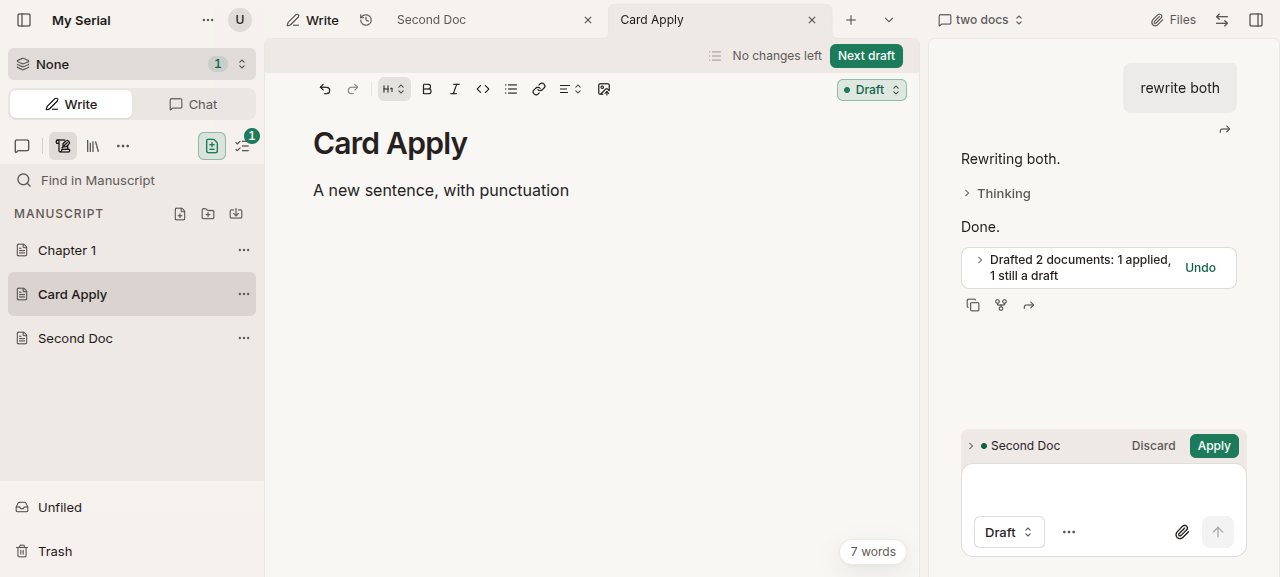 My Serial
U
Write
Second Doc
Card Apply
two docs
Files
None
1
No changes left
Next draft
Write
Chat
H1
Draft
1
Find in Manuscript
MANUSCRIPT
Chapter 1
Card Apply
Second Doc
Unfiled
Trash
Card Apply
A new sentence, with punctuation
7 words
rewrite both
Rewriting both.
Thinking
Done.
Drafted 2 documents: 1 applied,
1 still a draft
Undo
Second Doc
Discard
Apply
Draft